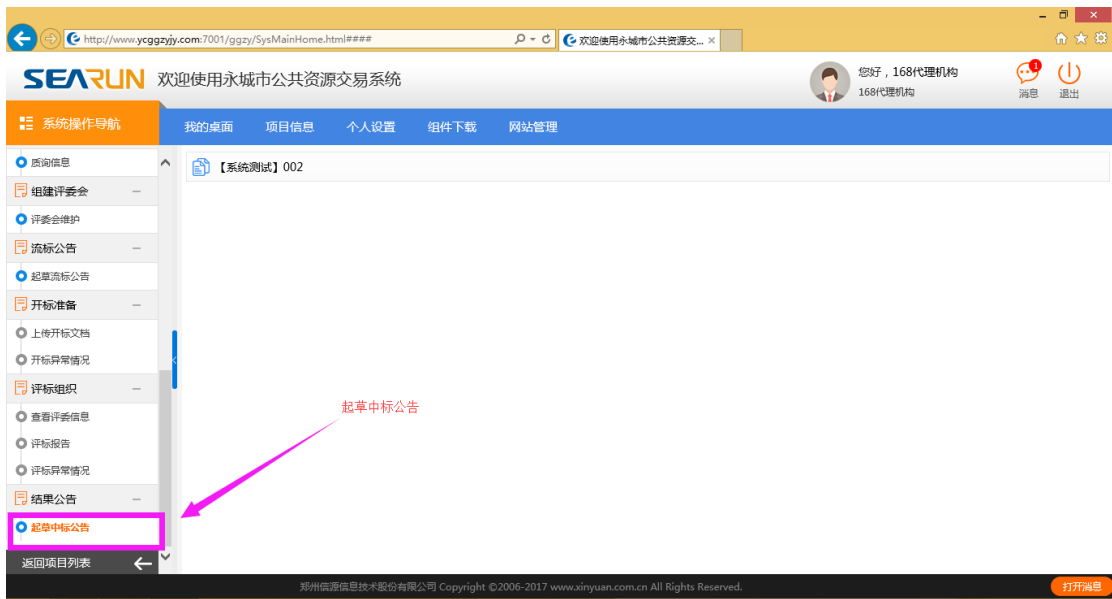 http://www.ycggzyjy.com:7001/ggzy/SysMainHome.html####
欢迎使用永城市公共资源交... ×
SEARUN 欢迎使用永城市公共资源交易系统
您好，168代理机构
168代理机构
1
消息 退出
系统操作导航
我的桌面 项目信息 个人设置 组件下载 网站管理
质询信息
【系统测试】002
组建评委会
评委会维护
流标公告
起草流标公告
开标准备
上传开标文档
开标异常情况
评标组织
查看评委信息
评标报告
评标异常情况
结果公告
起草中标公告
起草中标公告
返回项目列表
郑州信源信息技术股份有限公司 Copyright ©2006-2017 www.xinyuan.com.cn All Rights Reserved.
打开消息